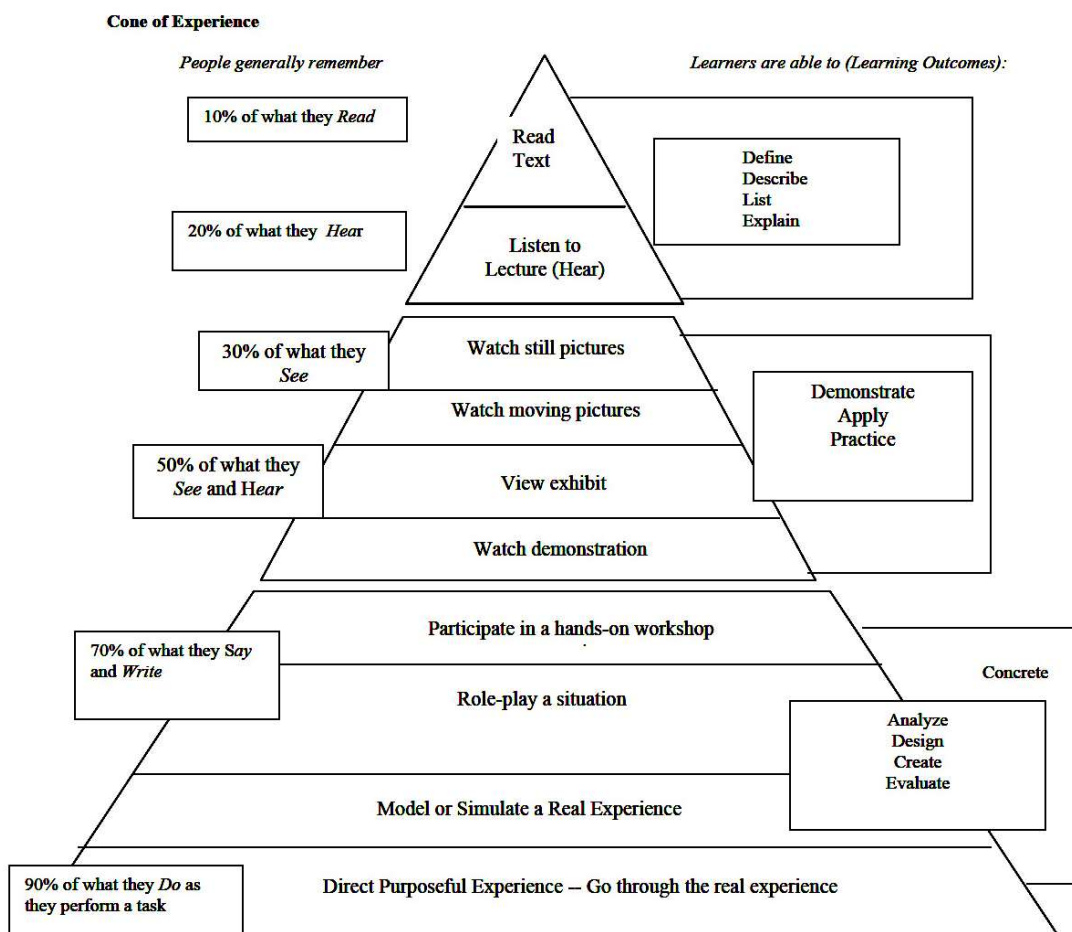 Cone of Experience
People generally remember
Learners are able to (Learning Outcomes):
10% of what they Read
Read
Text
Define
Describe
List
Explain
20% of what they Hear
Listen to
Lecture (Hear)
30% of what they
See
Watch still pictures
Watch moving pictures
Demonstrate
Apply
Practice
50% of what they
See and Hear
View exhibit
Watch demonstration
70% of what they Say
and Write
Participate in a hands-on workshop
Concrete
Role-play a situation
Analyze
Design
Create
Evaluate
Model or Simulate a Real Experience
90% of what they Do as
they perform a task
Direct Purposeful Experience -- Go through the real experience